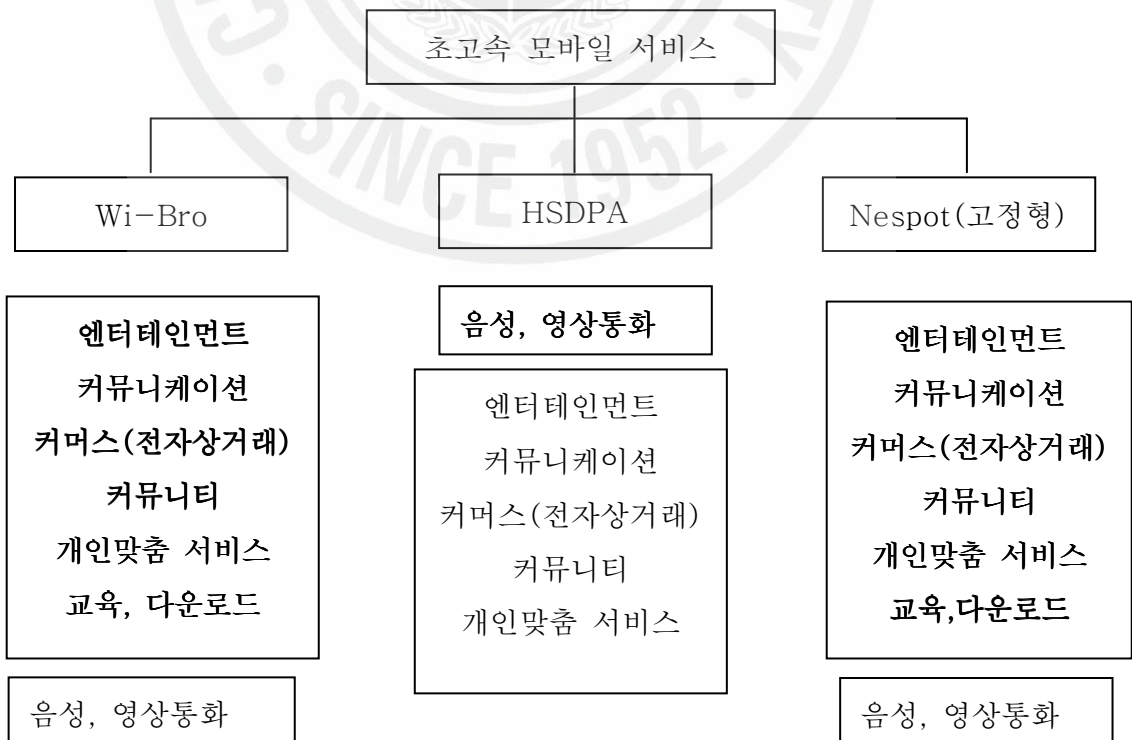 초고속 모바일 서비스
SINCE 1952
Wi-Bro
HSDPA
Nespot(고정형)
엔터테인먼트
커뮤니케이션
커머스(전자상거래)
커뮤니티
개인맞춤 서비스
교육, 다운로드
음성, 영상통화
음성, 영상통화
엔터테인먼트
커뮤니케이션
커머스(전자상거래)
커뮤니티
개인맞춤 서비스
엔터테인먼트
커뮤니케이션
커머스(전자상거래)
커뮤니티
개인맞춤 서비스
교육,다운로드
음성, 영상통화